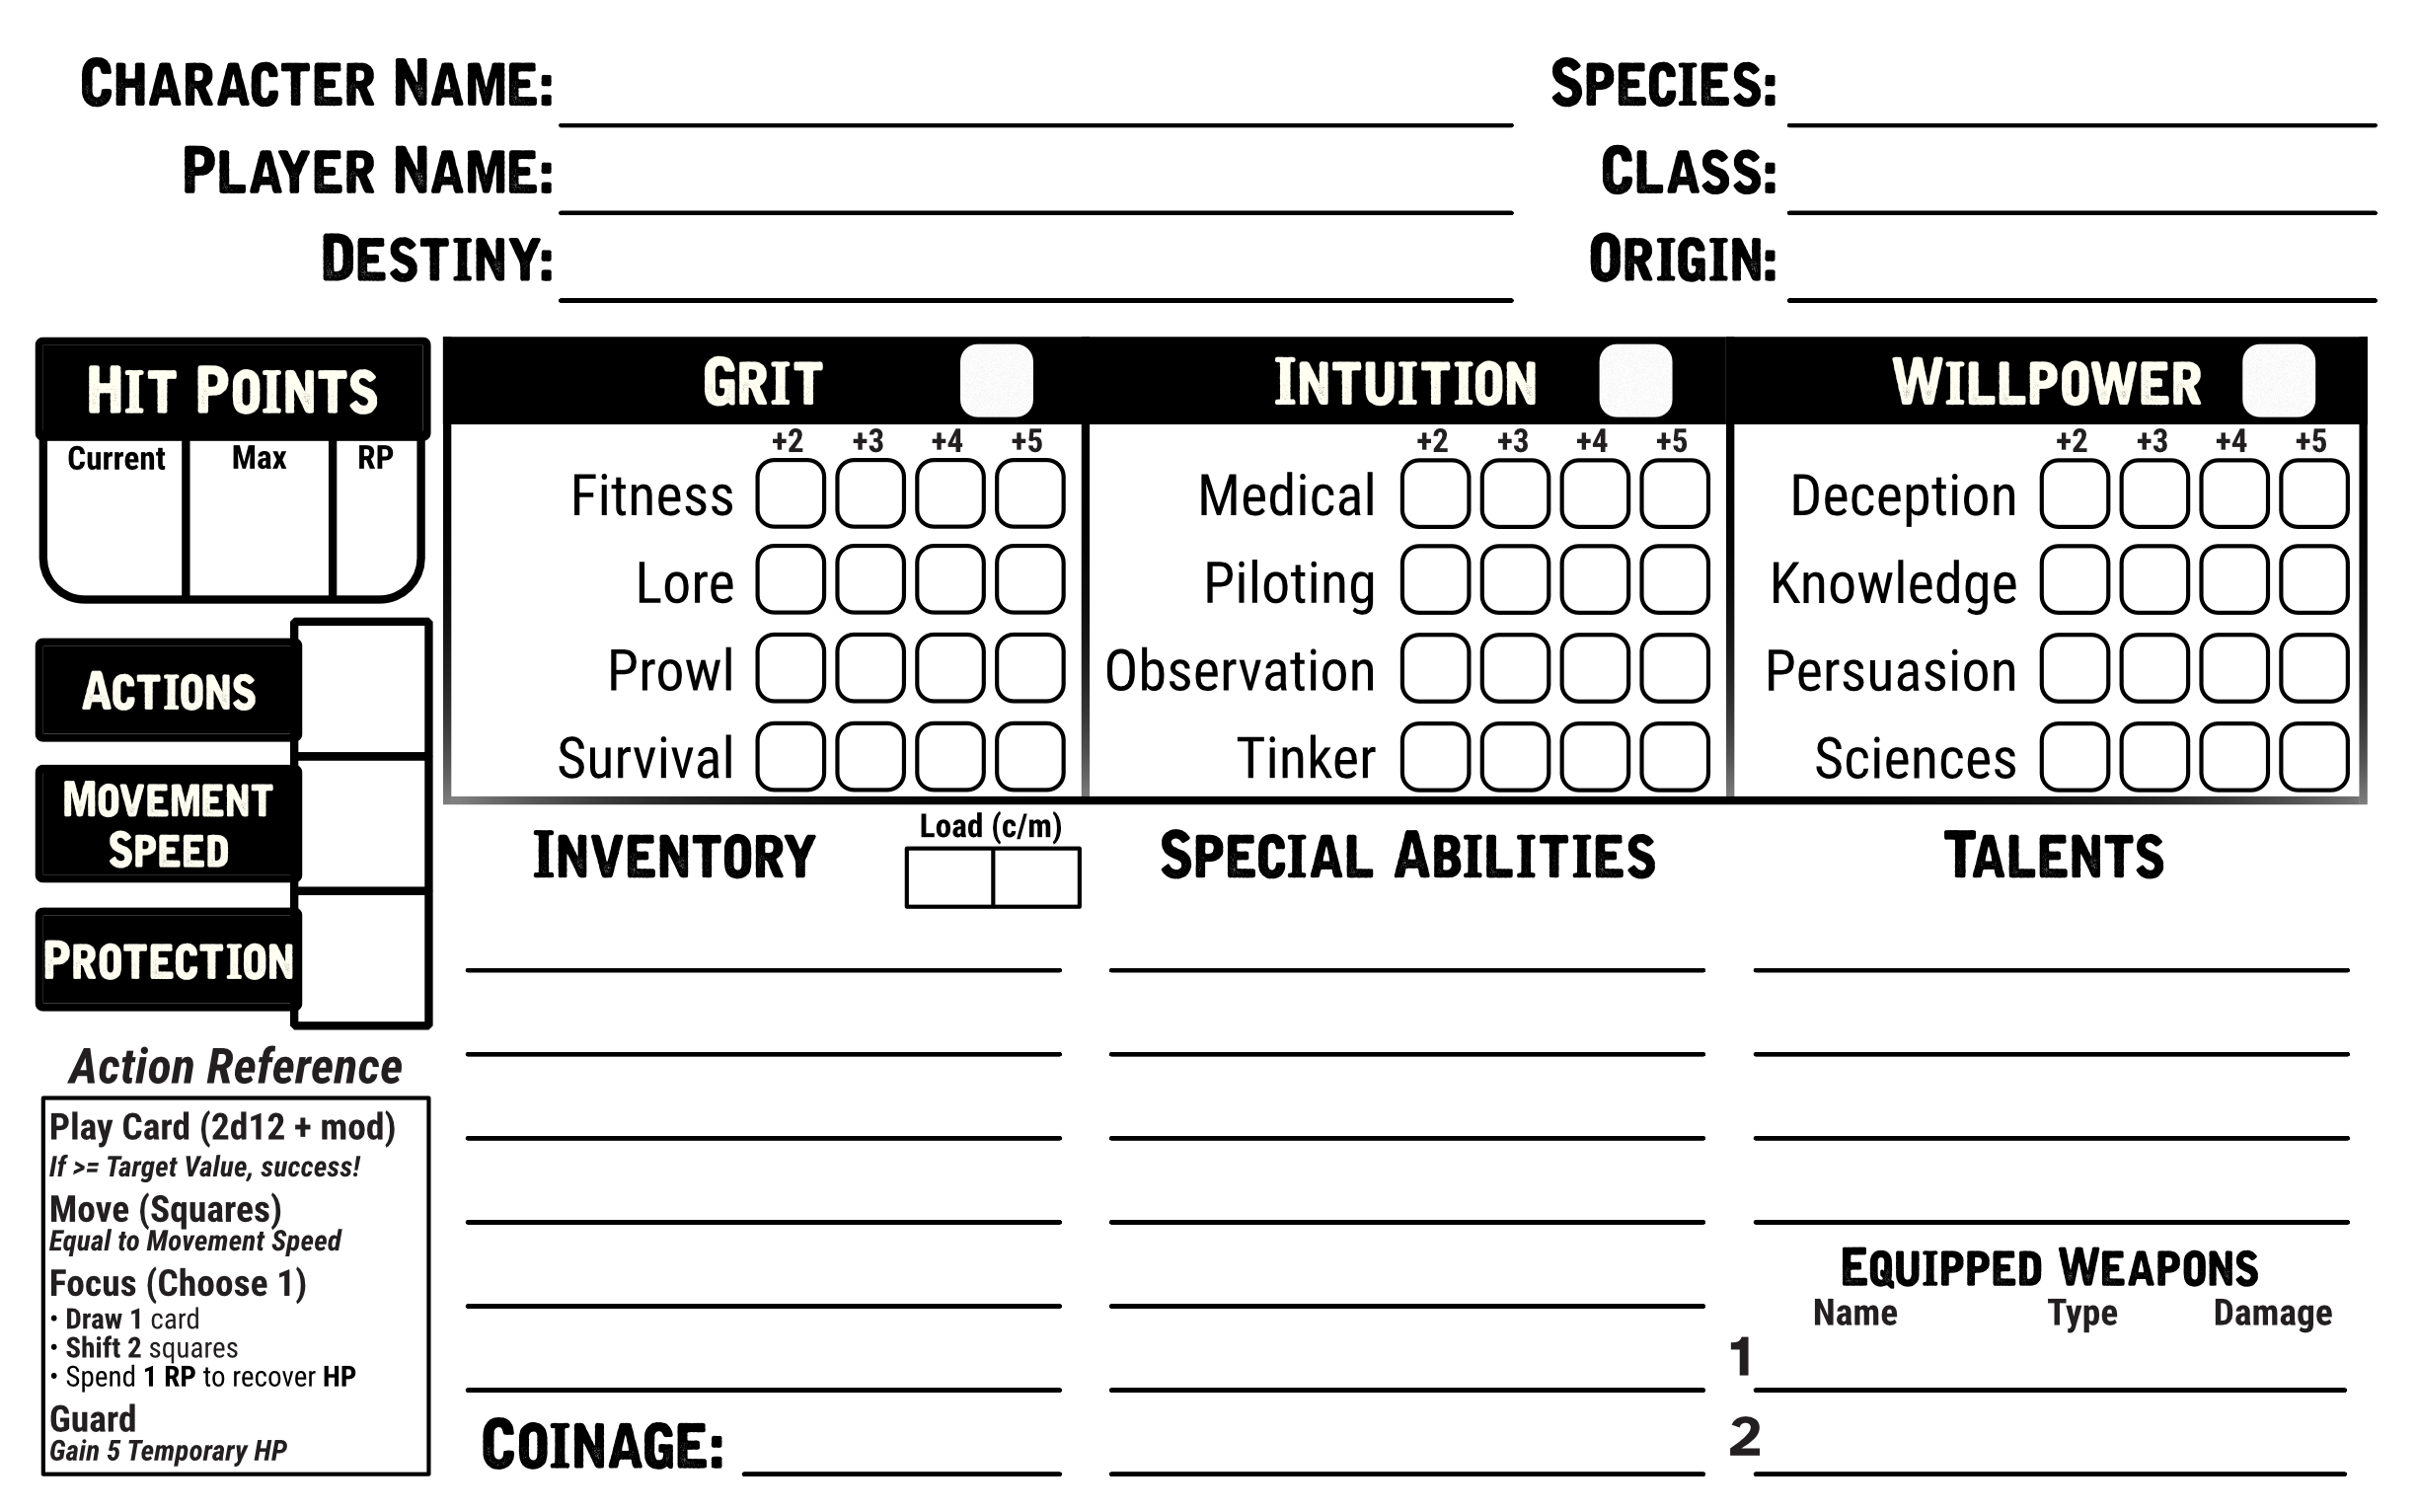 CHARACTER NAME:
SPECIES:
PLAYER NAME:
CLASS:
DESTINY:
ORIGIN:
HIT POINTS
Current Max RP
ACTIONS
MOVEMENT
SPEED
PROTECTION
GRIT
+2 +3 +4 +5
Fitness
Lore
Prowl
Survival
INTUITION
+2 +3 +4 +5
Medical
Piloting
Observation
Tinker
WILLPOWER
+2 +3 +4 +5
Deception
Knowledge
Persuasion
Sciences
Action Reference
Play Card (2d12 + mod)
If >= Target Value, success!
Move (Squares)
Equal to Movement Speed
Focus (Choose 1)
• Draw 1 card
• Shift 2 squares
• Spend 1 RP to recover HP
Guard
Gain 5 Temporary HP
INVENTORY
Load (c/m)
COINAGE:
SPECIAL ABILITIES
TALENTS
EQUIPPED WEAPONS
Name Type Damage
1
2